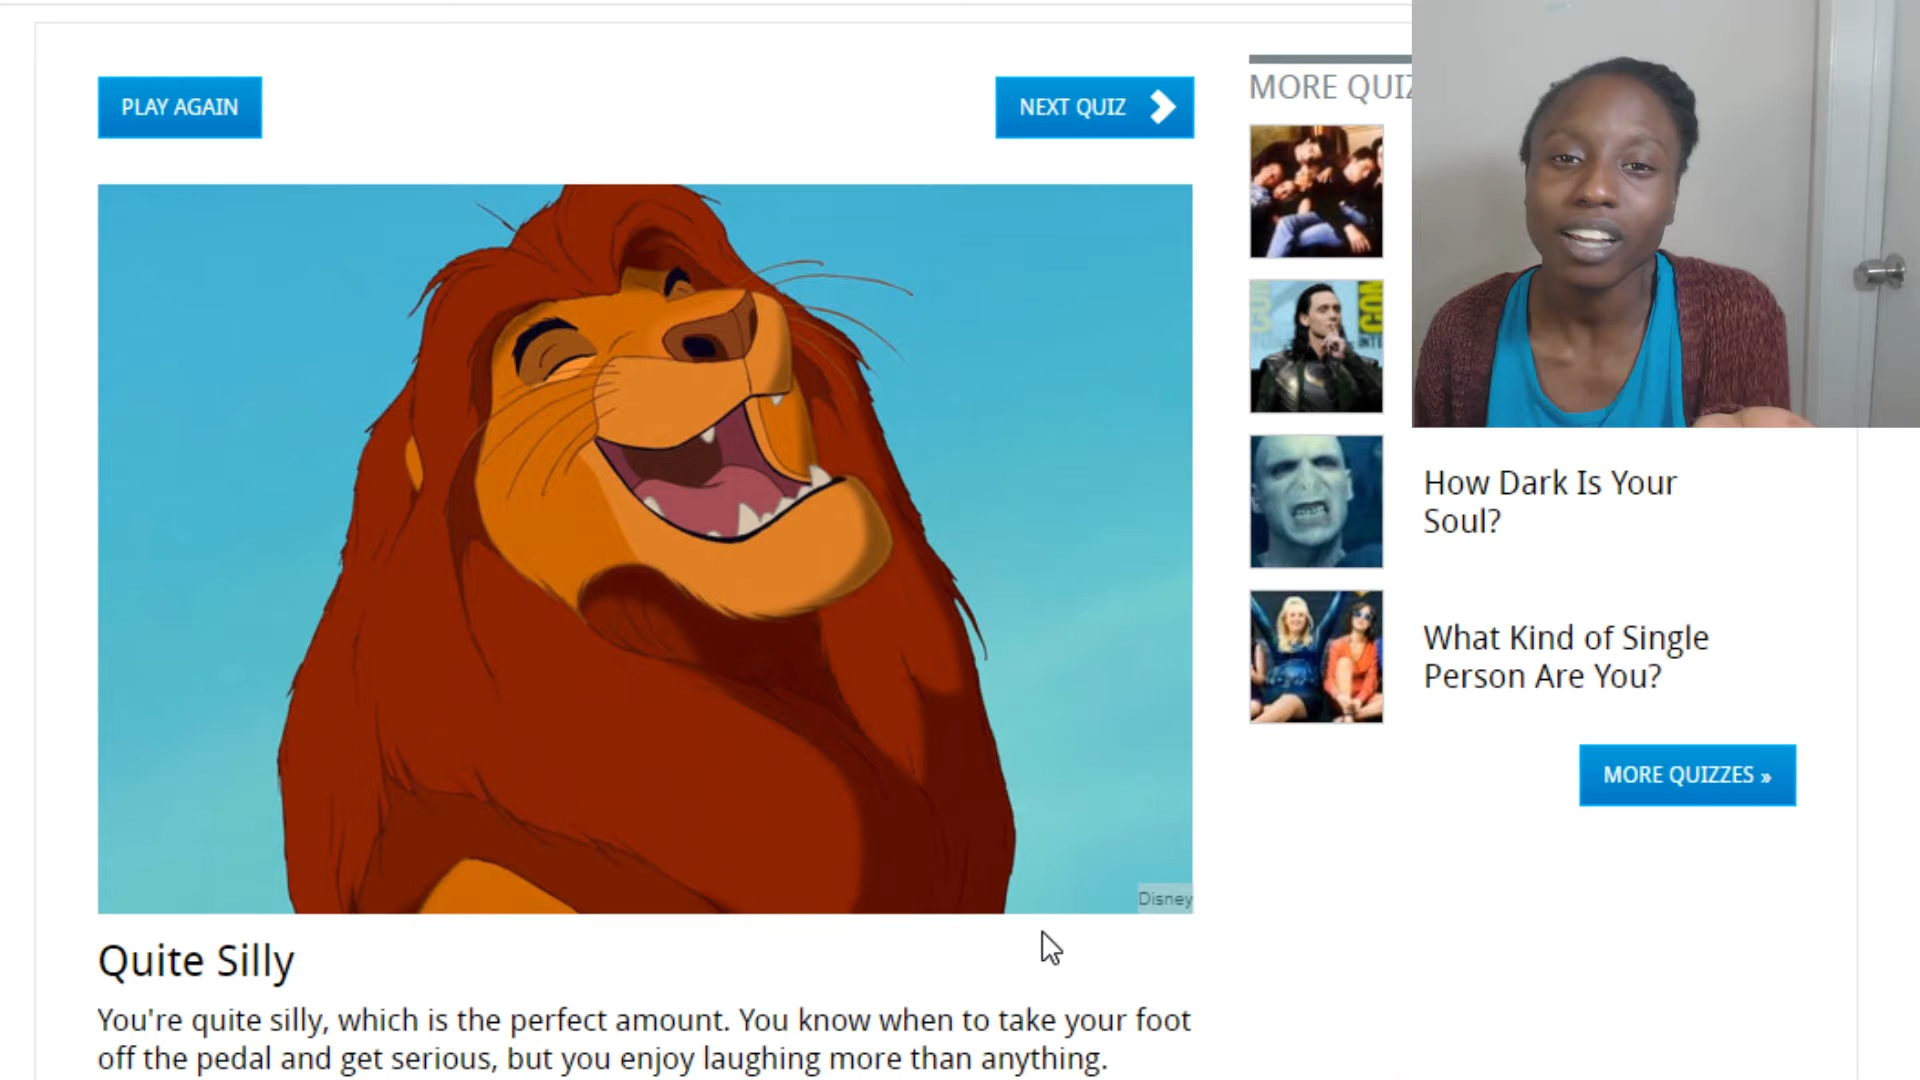 PLAY AGAIN
NEXT QUIZ
MORE QUIZ
How Dark Is Your
Soul?
What Kind of Single
Person Are You?
MORE QUIZZES »
Disney
Quite Silly
You're quite silly, which is the perfect amount. You know when to take your foot
off the pedal and get serious, but you enjoy laughing more than anything.